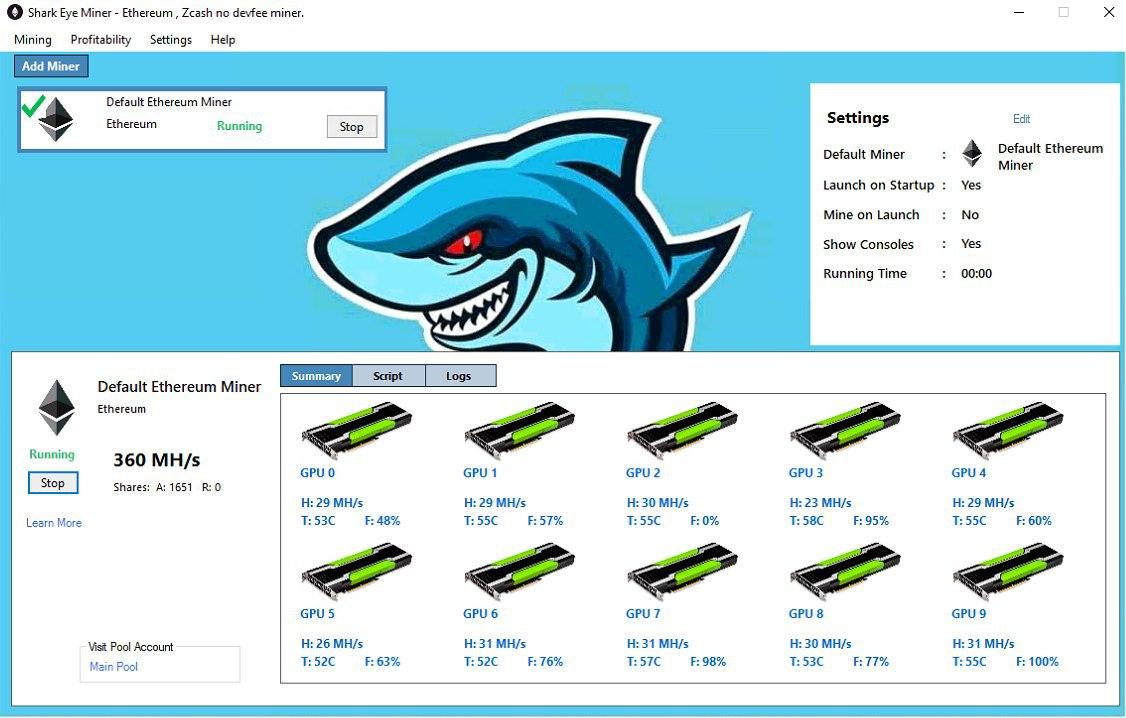 Shark Eye Miner - Ethereum , Zcash no devfee miner.
Mining Profitability Settings Help
Add Miner
Default Ethereum Miner
Ethereum Running Stop
Settings Edit
Default Miner : Default Ethereum
Miner
Launch on Startup : Yes
Mine on Launch : No
Show Consoles : Yes
Running Time : 00:00
Default Ethereum Miner
Ethereum
Running
360 MH/s
Stop
Shares: A: 1651 R: 0
Learn More
Visit Pool Account
Main Pool
Summary Script Logs
GPU 0 GPU 1 GPU 2 GPU 3 GPU 4
H: 29 MH/s H: 29 MH/s H: 30 MH/s H: 23 MH/s H: 29 MH/s
T: 53C F: 48% T: 55C F: 57% T: 55C F: 0% T: 58C F: 95% T: 55C F: 60%
GPU 5 GPU 6 GPU 7 GPU 8 GPU 9
H: 26 MH/s H: 31 MH/s H: 31 MH/s H: 30 MH/s H: 31 MH/s
T: 52C F: 63% T: 52C F: 76% T: 57C F: 98% T: 53C F: 77% T: 55C F: 100%